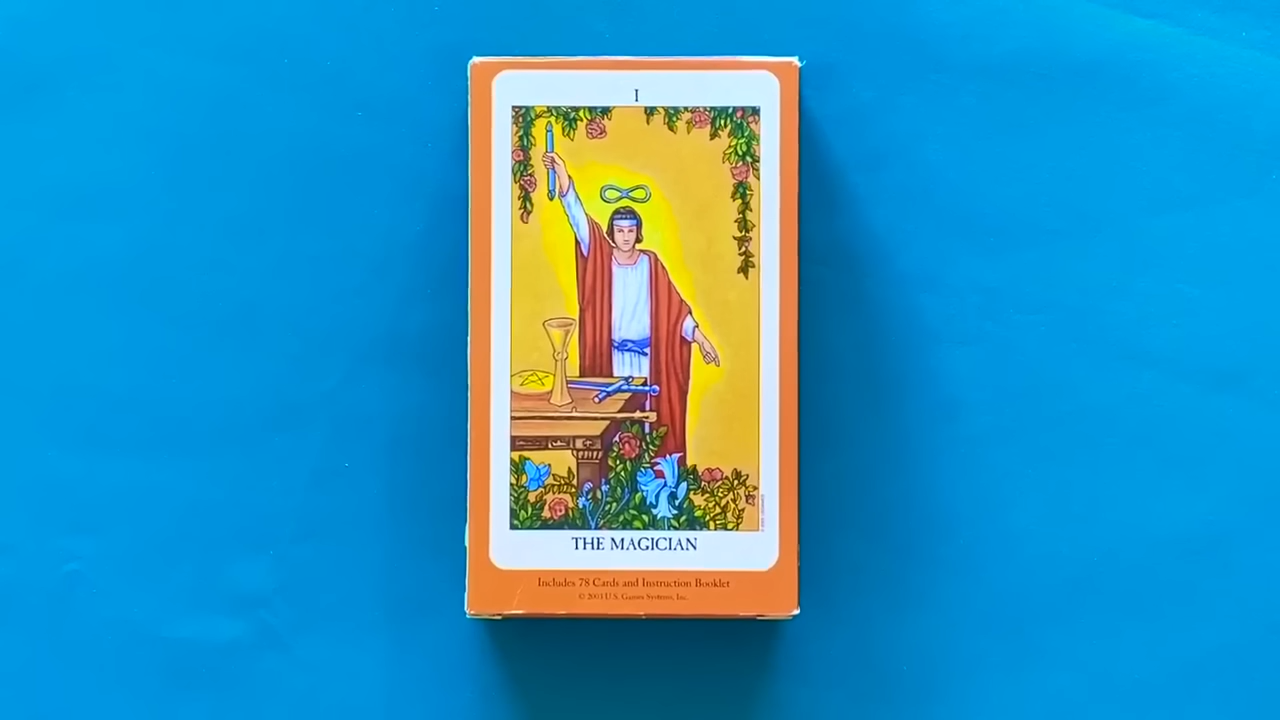 I
THE MAGICIAN
Includes 78 Cards and Instruction Booklet
© 2003 U.S. Games Systems, Inc.